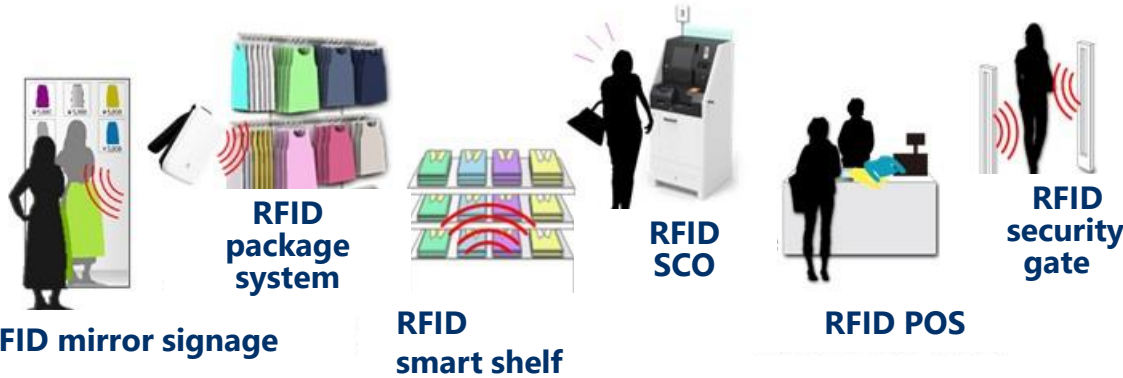 FID mirror signage
RFID
package
system
RFID
smart shelf
RFID
SCO
RFID POS
RFID
security
gate